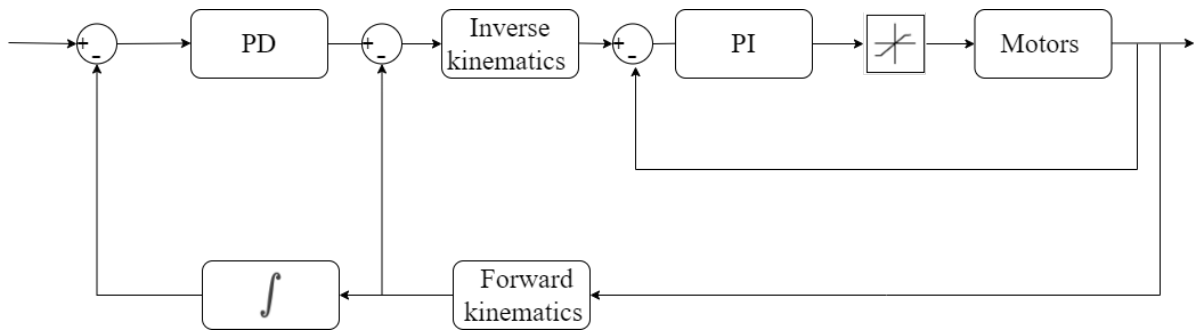 +
-
PD
+
-
Inverse
kinematics
+
-
PI
Motors
∫
Forward
kinematics